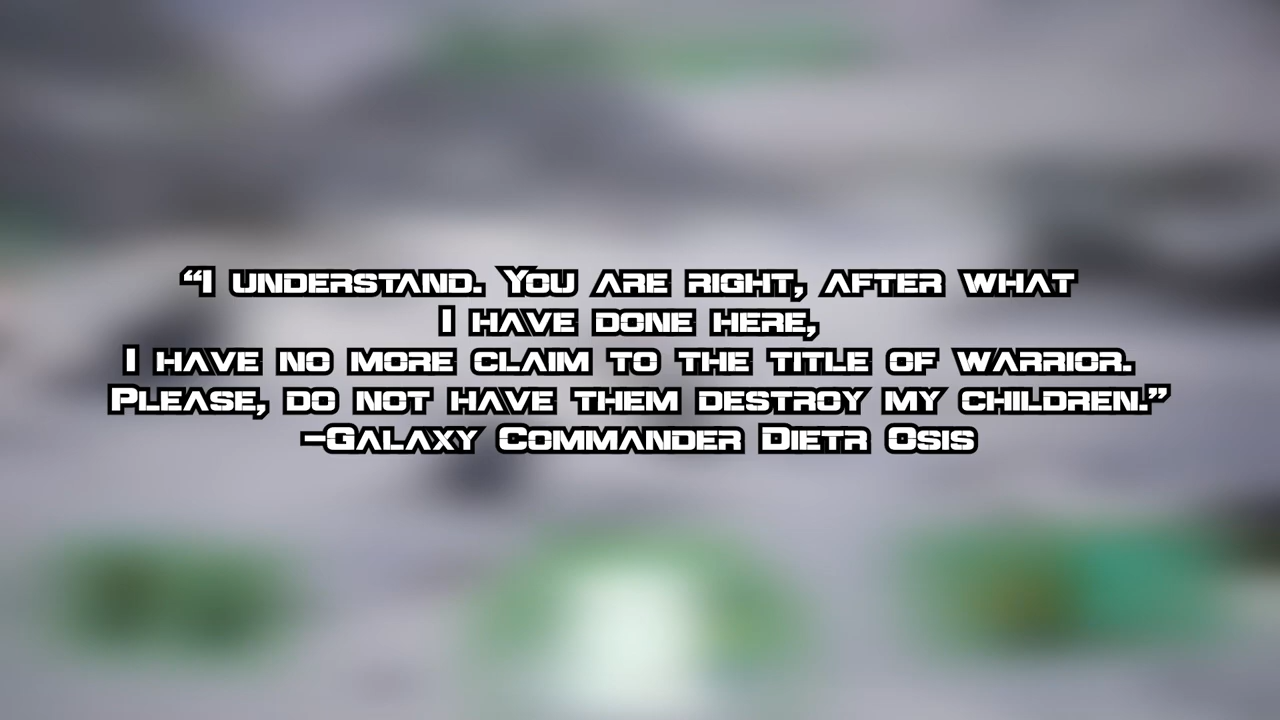 “I understand. You are right, after what
I have done here,
I have no more claim to the title of warrior.
Please, do not have them destroy my children.”
-Galaxy Commander Dietr Osis